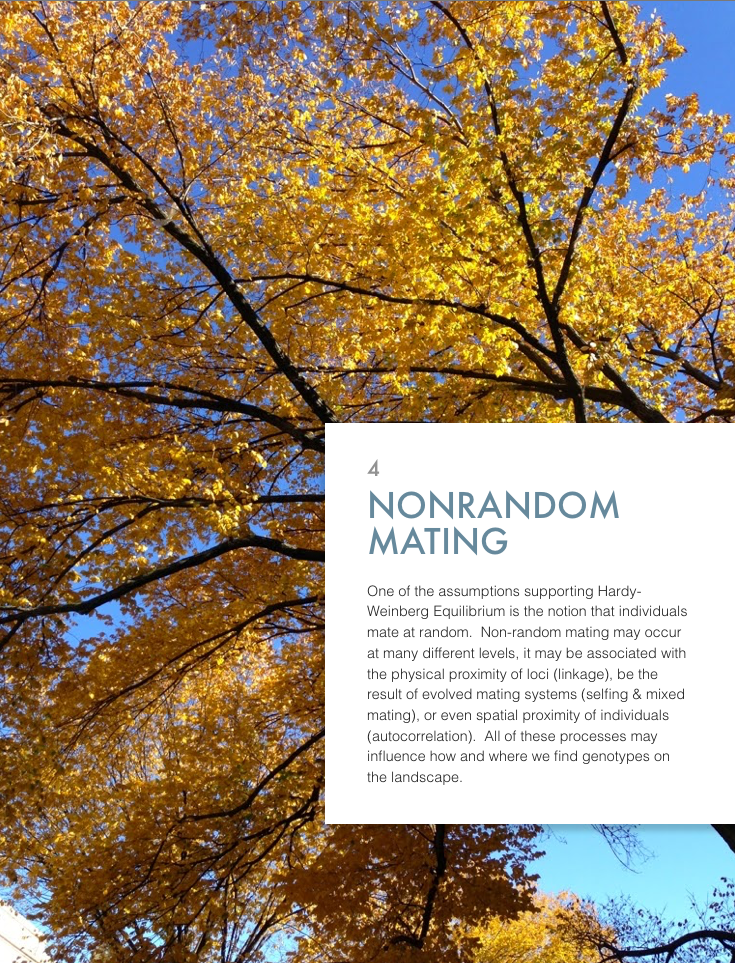 4
NONRANDOM
MATING
One of the assumptions supporting Hardy-
Weinberg Equilibrium is the notion that individuals
mate at random.  Non-random mating may occur
at many different levels, it may be associated with
the physical proximity of loci (linkage), be the
result of evolved mating systems (selfing & mixed
mating), or even spatial proximity of individuals
(autocorrelation).  All of these processes may
influence how and where we find genotypes on
the landscape.